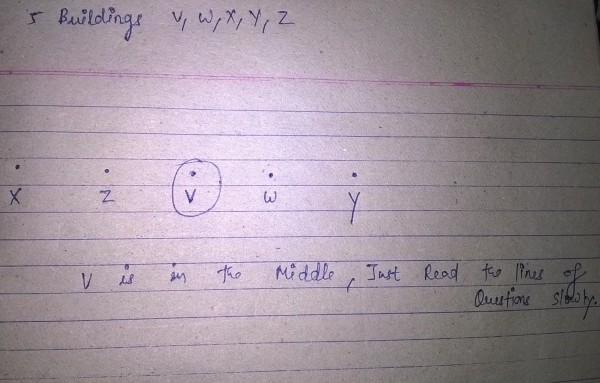 5 Buildings V, W, X, Y, Z
X Z V W Y
V is in the Middle, Just Read the lines of
Questions slowly.